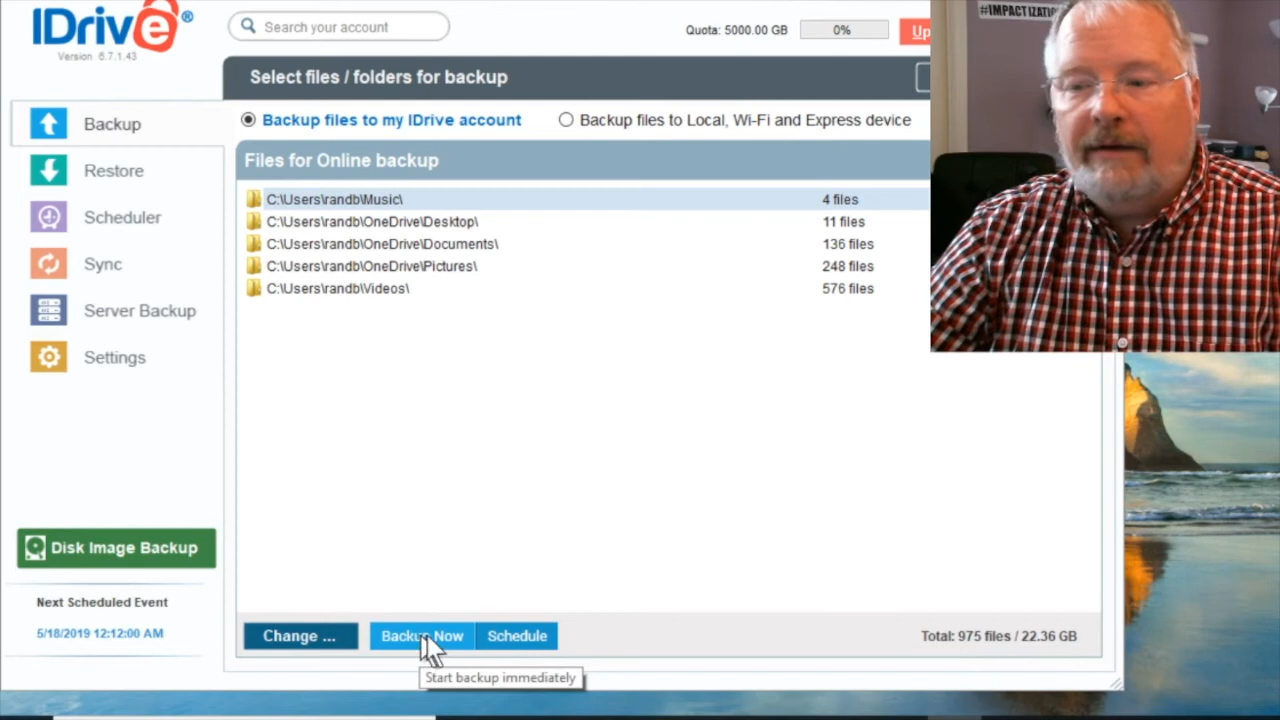 IDrive®
Version 6.7.1.43
Search your account
Quota: 5000.00 GB
0%
Up
#IMPACTIZATIO
Select files / folders for backup
Backup files to my IDrive account
Backup files to Local, Wi-Fi and Express device
Files for Online backup
C:\Users\randb\Music\ 4 files
C:\Users\randb\OneDrive\Desktop\ 11 files
C:\Users\randb\OneDrive\Documents\ 136 files
C:\Users\randb\OneDrive\Pictures\ 248 files
C:\Users\randb\Videos\ 576 files
Backup
Restore
Scheduler
Sync
Server Backup
Settings
Disk Image Backup
Next Scheduled Event
5/18/2019 12:12:00 AM
Change ...
Backup Now
Schedule
Total: 975 files / 22.36 GB
Start backup immediately